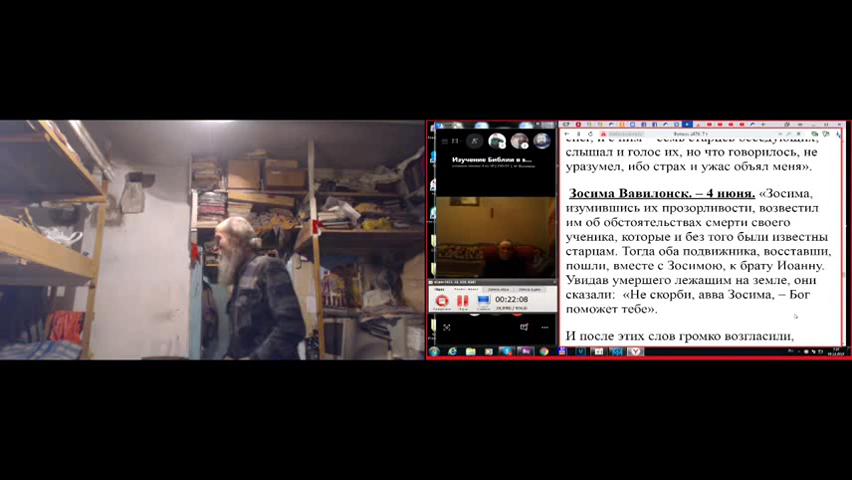 Изучение Библии в в...
00:22:08
слышал и голос их, но что говорилось, не
уразумел, ибо страх и ужас объял меня».
Зосима Вавилонск. – 4 июня. «Зосима,
изумившись их прозорливости, возвестил
им об обстоятельствах смерти своего
ученика, которые и без того были известны
старцам. Тогда оба подвижника, восставши,
пошли, вместе с Зосимою, к брату Иоанну.
Увидав умершего лежащим на земле, они
сказали: «Не скорби, авва Зосима, – Бог
поможет тебе».
И после этих слов громко возгласили,